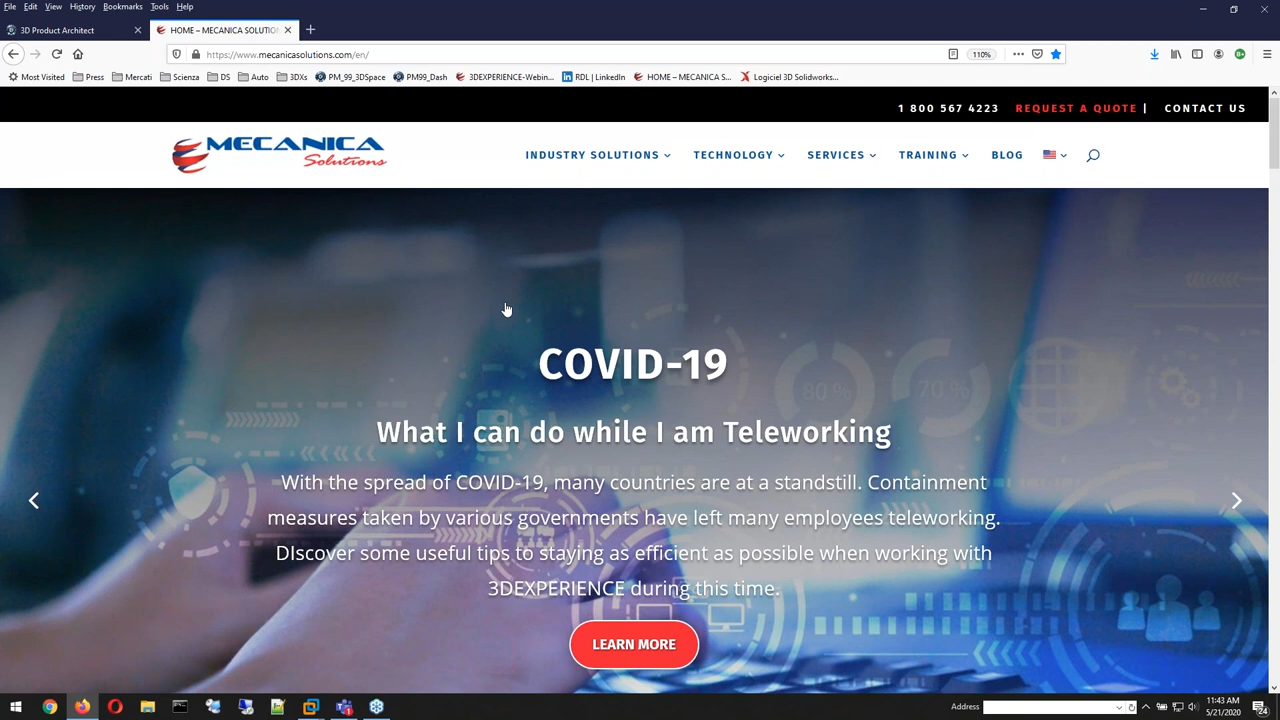 File Edit View History Bookmarks Tools Help
3D Product Architect
HOME – MECANICA SOLUTION
https://www.mecanicasolutions.com/en/
110%
Most Visited Press Mercati Scienza DS Auto 3DXs PM_99_3DSpace PM99_Dash 3DEXPERIENCE-Webin... RDL | LinkedIn HOME – MECANICA S... Logiciel 3D Solidworks...
1 800 567 4223 REQUEST A QUOTE | CONTACT US
MECANICA
Solutions
INDUSTRY SOLUTIONS TECHNOLOGY SERVICES TRAINING BLOG
COVID-19
80% 70%
What I can do while I am Teleworking
With the spread of COVID-19, many countries are at a standstill. Containment
measures taken by various governments have left many employees teleworking.
DIscover some useful tips to staying as efficient as possible when working with
3DEXPERIENCE during this time.
LEARN MORE
Address
11:43 AM
5/21/2020
24